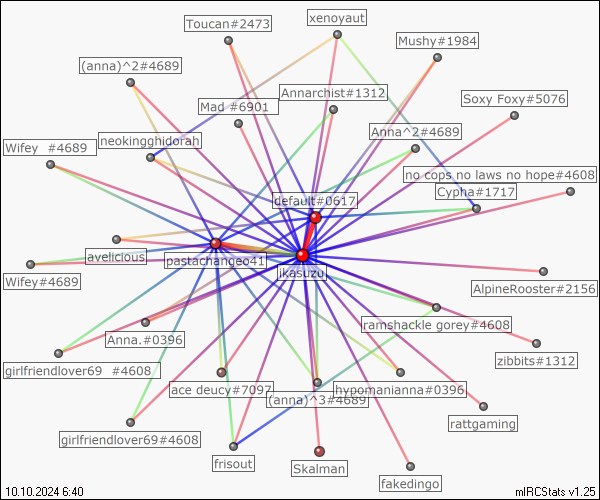 xenoyaut
Toucan#2473
Mushy#1984
(anna)^2#4689
Annarchist#1312
Soxy Foxy#5076
Mad #6901
Anna^2#4689
neokingghidorah
Wifey #4689
no cops no laws no hope#4608
Cypha#1717
default#0617
avelicious
pastachangeo41
ikasuzu
Wifey#4689
AlpineRooster#2156
ramshackle gorey#4608
Anna.#0396
zibbits#1312
girlfriendlover69 #4608
ace deucy#7097
hypomanianna#0396
(anna)^3#4689
rattgaming
girlfriendlover69#4608
frisout
Skalman
fakedingo
10.10.2024 6:40
mIRCStats v1.25